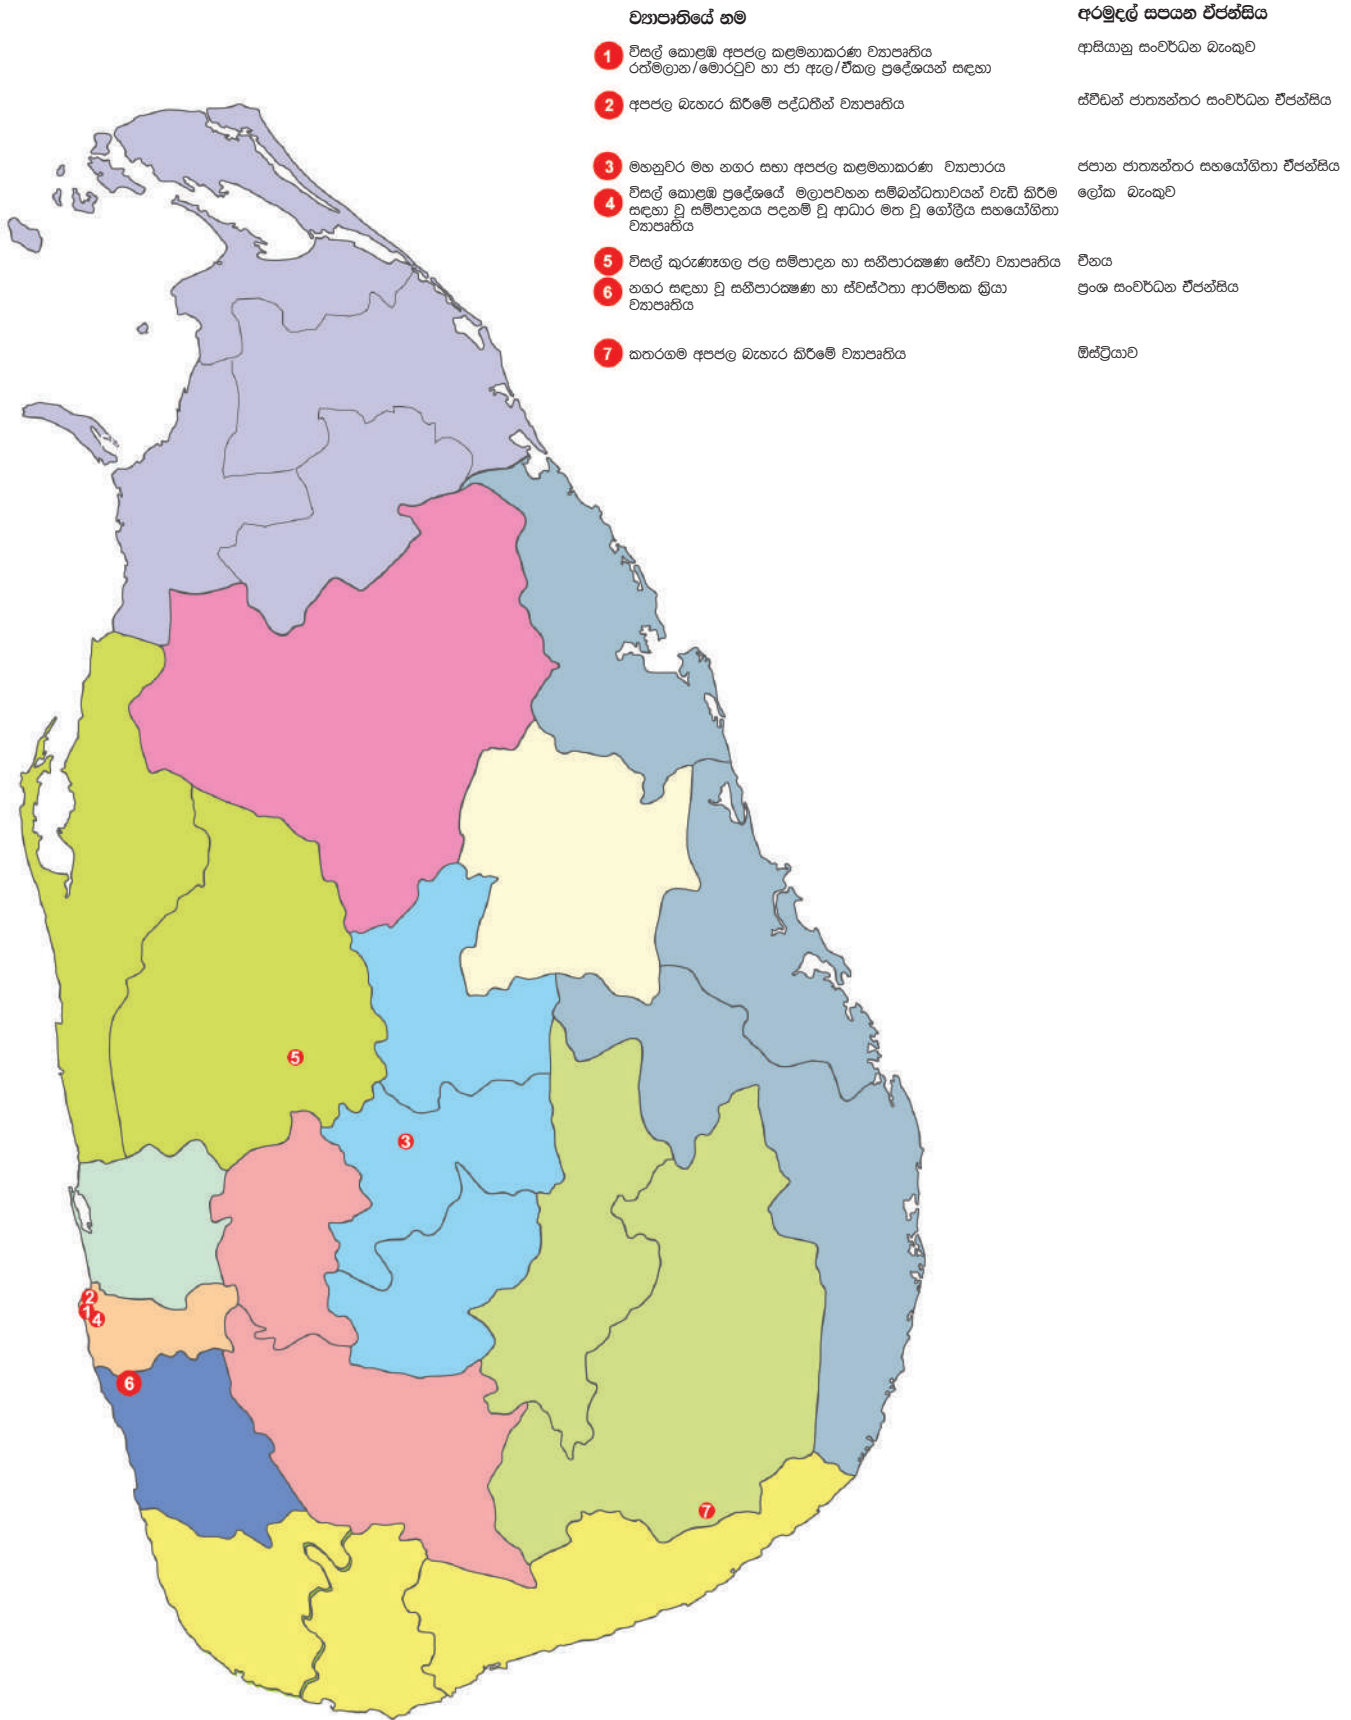 ව්‍යාපෘතියේ නම
අරමුදල් සපයන ඒජන්සිය
1 විසල් කොළඹ අපජල කළමනාකරණ ව්‍යාපෘතිය
රත්මලාන/මොරටුව හා ජා ඇල/ඒකල ප්‍රදේශයන් සඳහා
ආසියානු සංවර්ධන බැංකුව
2 අපජල බැහැර කිරීමේ පද්ධතීන් ව්‍යාපෘතිය
ස්වීඩන් ජාත්‍යන්තර සංවර්ධන ඒජන්සිය
3 මහනුවර මහ නගර සභා අපජල කළමනාකරණ ව්‍යාපාරය
ජපාන ජාත්‍යන්තර සහයෝගිතා ඒජන්සිය
4 විසල් කොළඹ ප්‍රදේශයේ මලාපවහන සම්බන්ධතාවයන් වැඩි කිරීම
සඳහා වූ සම්පාදනය පදනම් වූ ආධාර මත වූ ගෝලීය සහයෝගිතා
ව්‍යාපෘතිය
ලෝක බැංකුව
5 විසල් කුරුණෑගල ජල සම්පාදන හා සනීපාරක්‍ෂණ සේවා ව්‍යාපෘතිය
චීනය
6 නගර සඳහා වූ සනීපාරක්‍ෂණ හා ස්වස්ථතා ආරම්භක ක්‍රියා
ව්‍යාපෘතිය
ප්‍රංශ සංවර්ධන ඒජන්සිය
7 කතරගම අපජල බැහැර කිරීමේ ව්‍යාපෘතිය
ඕස්ට්‍රියාව
5
3
2
1
4
6
7